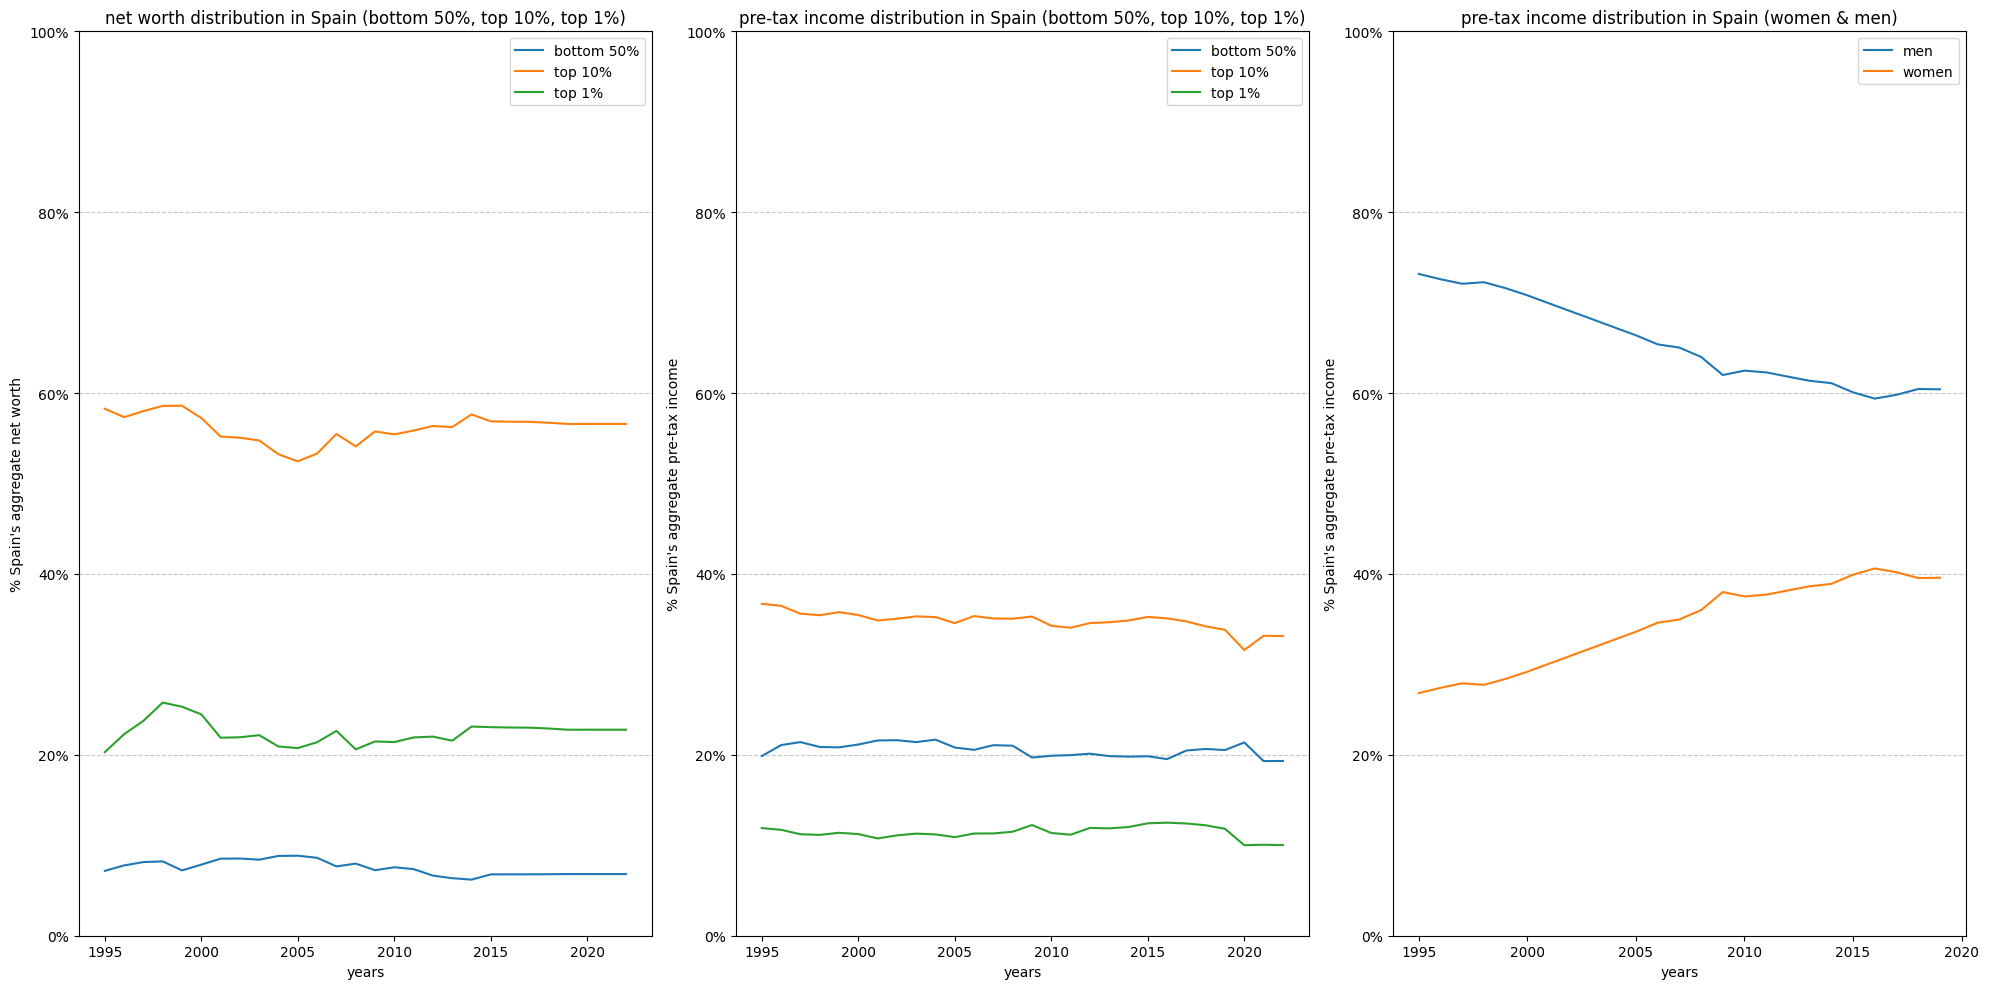 net worth distribution in Spain (bottom 50%, top 10%, top 1%)
100%
80%
60%
40%
20%
0%
% Spain's aggregate net worth
bottom 50%
top 10%
top 1%
1995 2000 2005 2010 2015 2020
years
pre-tax income distribution in Spain (bottom 50%, top 10%, top 1%)
100%
80%
60%
40%
20%
0%
% Spain's aggregate pre-tax income
bottom 50%
top 10%
top 1%
1995 2000 2005 2010 2015 2020
years
pre-tax income distribution in Spain (women & men)
100%
80%
60%
40%
20%
0%
% Spain's aggregate pre-tax income
men
women
1995 2000 2005 2010 2015 2020
years